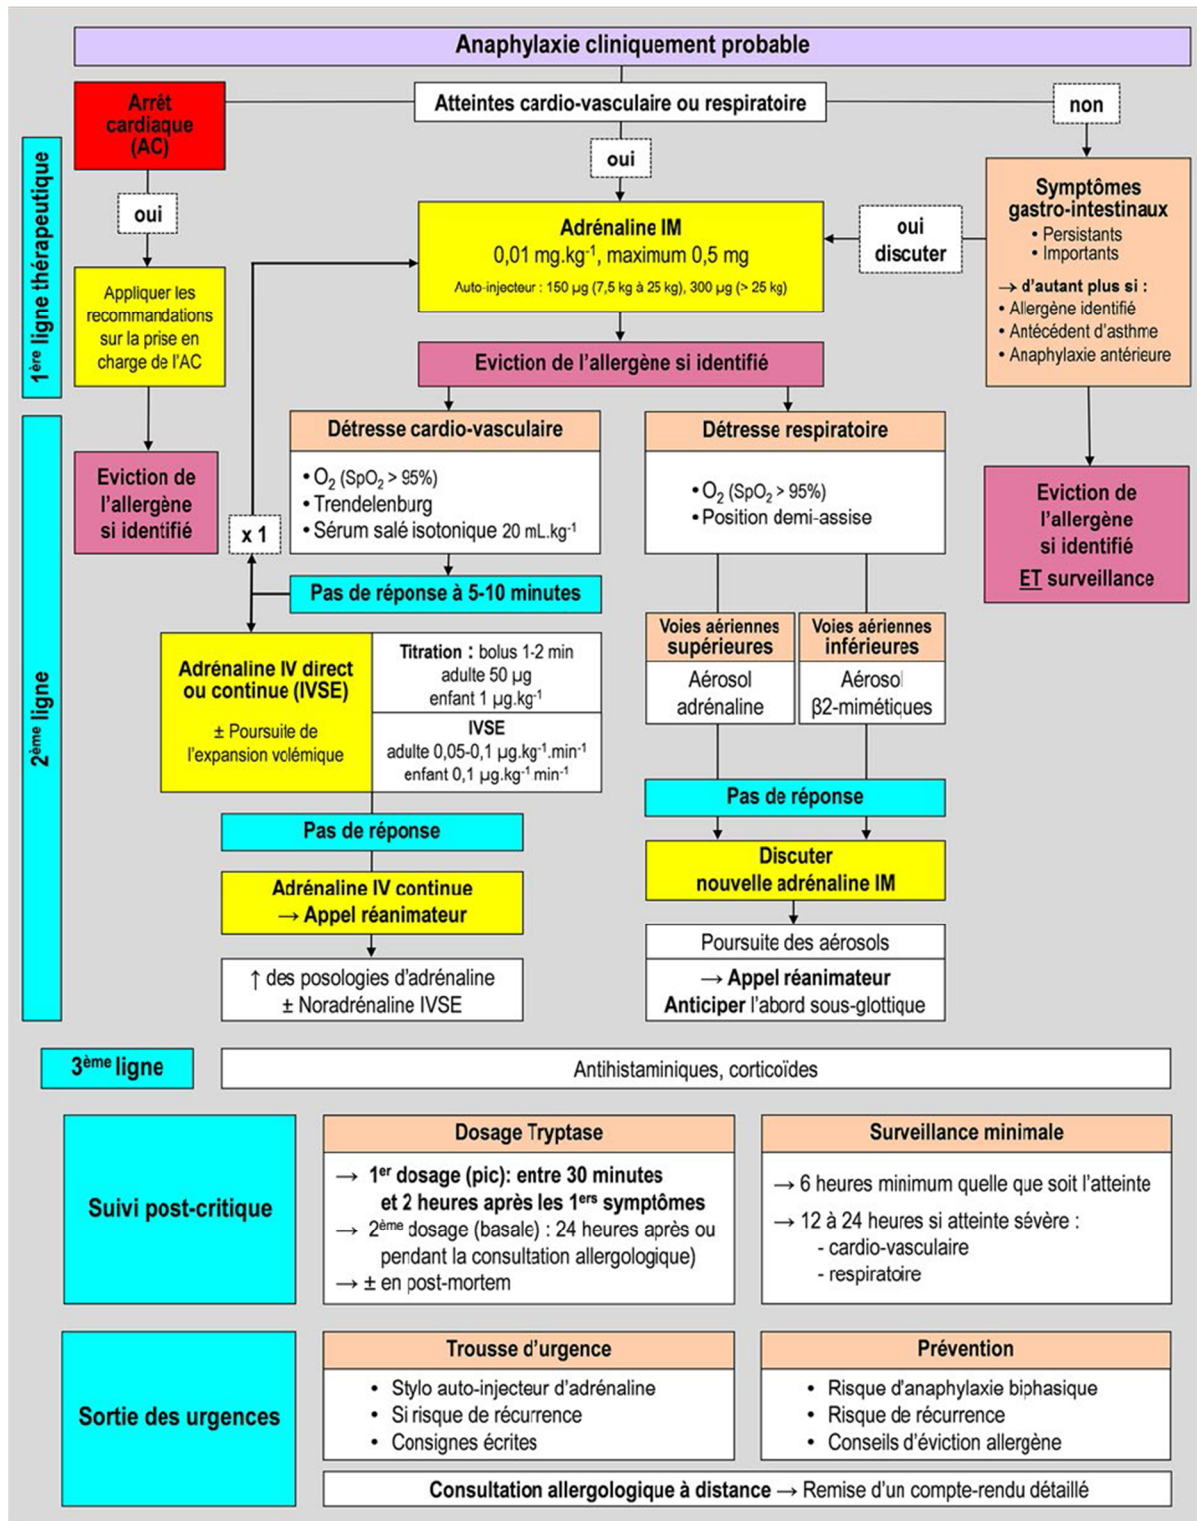 Anaphylaxie cliniquement probable
Arrêt
cardiaque
(AC)
Atteintes cardio-vasculaire ou respiratoire
non
oui
oui
1ère ligne thérapeutique
Appliquer les
recommandations
sur la prise en
charge de l'AC
Adrénaline IM
0,01 mg.kg⁻¹, maximum 0,5 mg
Auto-injecteur : 150 µg (7,5 kg à 25 kg), 300 µg (> 25 kg)
oui
discuter
Symptômes
gastro-intestinaux
• Persistants
• Importants
→ d'autant plus si :
• Allergène identifié
• Antécédent d'asthme
• Anaphylaxie antérieure
Eviction de l'allergène si identifié
2ème ligne
Eviction de
l'allergène
si identifié
x 1
Détresse cardio-vasculaire
• O₂ (SpO₂ > 95%)
• Trendelenburg
• Sérum salé isotonique 20 mL.kg⁻¹
Pas de réponse à 5-10 minutes
Adrénaline IV direct
ou continue (IVSE)
± Poursuite de
l'expansion volémique
Titration : bolus 1-2 min
adulte 50 µg
enfant 1 µg.kg⁻¹
IVSE
adulte 0,05-0,1 µg.kg⁻¹.min⁻¹
enfant 0,1 µg.kg⁻¹ min⁻¹
Pas de réponse
Adrénaline IV continue
→ Appel réanimateur
↑ des posologies d'adrénaline
± Noradrénaline IVSE
Détresse respiratoire
• O₂ (SpO₂ > 95%)
• Position demi-assise
Voies aériennes
supérieures
Aérosol
adrénaline
Voies aériennes
inférieures
Aérosol
β2-mimétiques
Pas de réponse
Discuter
nouvelle adrénaline IM
Poursuite des aérosols
→ Appel réanimateur
Anticiper l'abord sous-glottique
Eviction de
l'allergène
si identifié
ET surveillance
3ème ligne
Antihistaminiques, corticoïdes
Suivi post-critique
Dosage Tryptase
→ 1er dosage (pic): entre 30 minutes
et 2 heures après les 1ers symptômes
→ 2ème dosage (basale) : 24 heures après ou
pendant la consultation allergologique)
→ ± en post-mortem
Surveillance minimale
→ 6 heures minimum quelle que soit l'atteinte
→ 12 à 24 heures si atteinte sévère :
- cardio-vasculaire
- respiratoire
Sortie des urgences
Trousse d'urgence
• Stylo auto-injecteur d'adrénaline
• Si risque de récurrence
• Consignes écrites
Prévention
• Risque d'anaphylaxie biphasique
• Risque de récurrence
• Conseils d'éviction allergène
Consultation allergologique à distance → Remise d'un compte-rendu détaillé